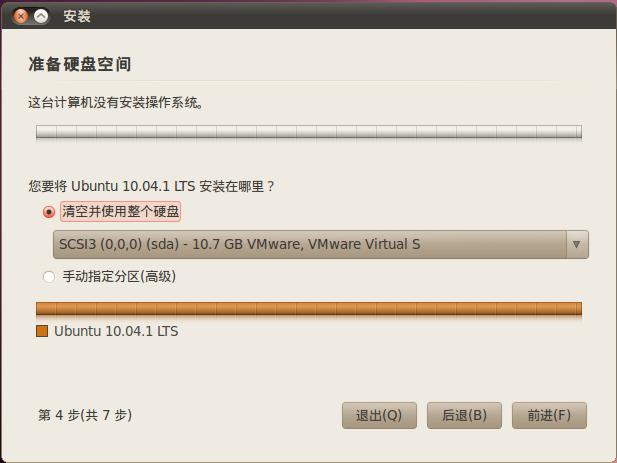 安装
准备硬盘空间
这台计算机没有安装操作系统。
您要将 Ubuntu 10.04.1 LTS 安装在哪里？
清空并使用整个硬盘
SCSI3 (0,0,0) (sda) - 10.7 GB VMware, VMware Virtual S
手动指定分区(高级)
Ubuntu 10.04.1 LTS
第 4 步(共 7 步)
退出(Q)
后退(B)
前进(F)